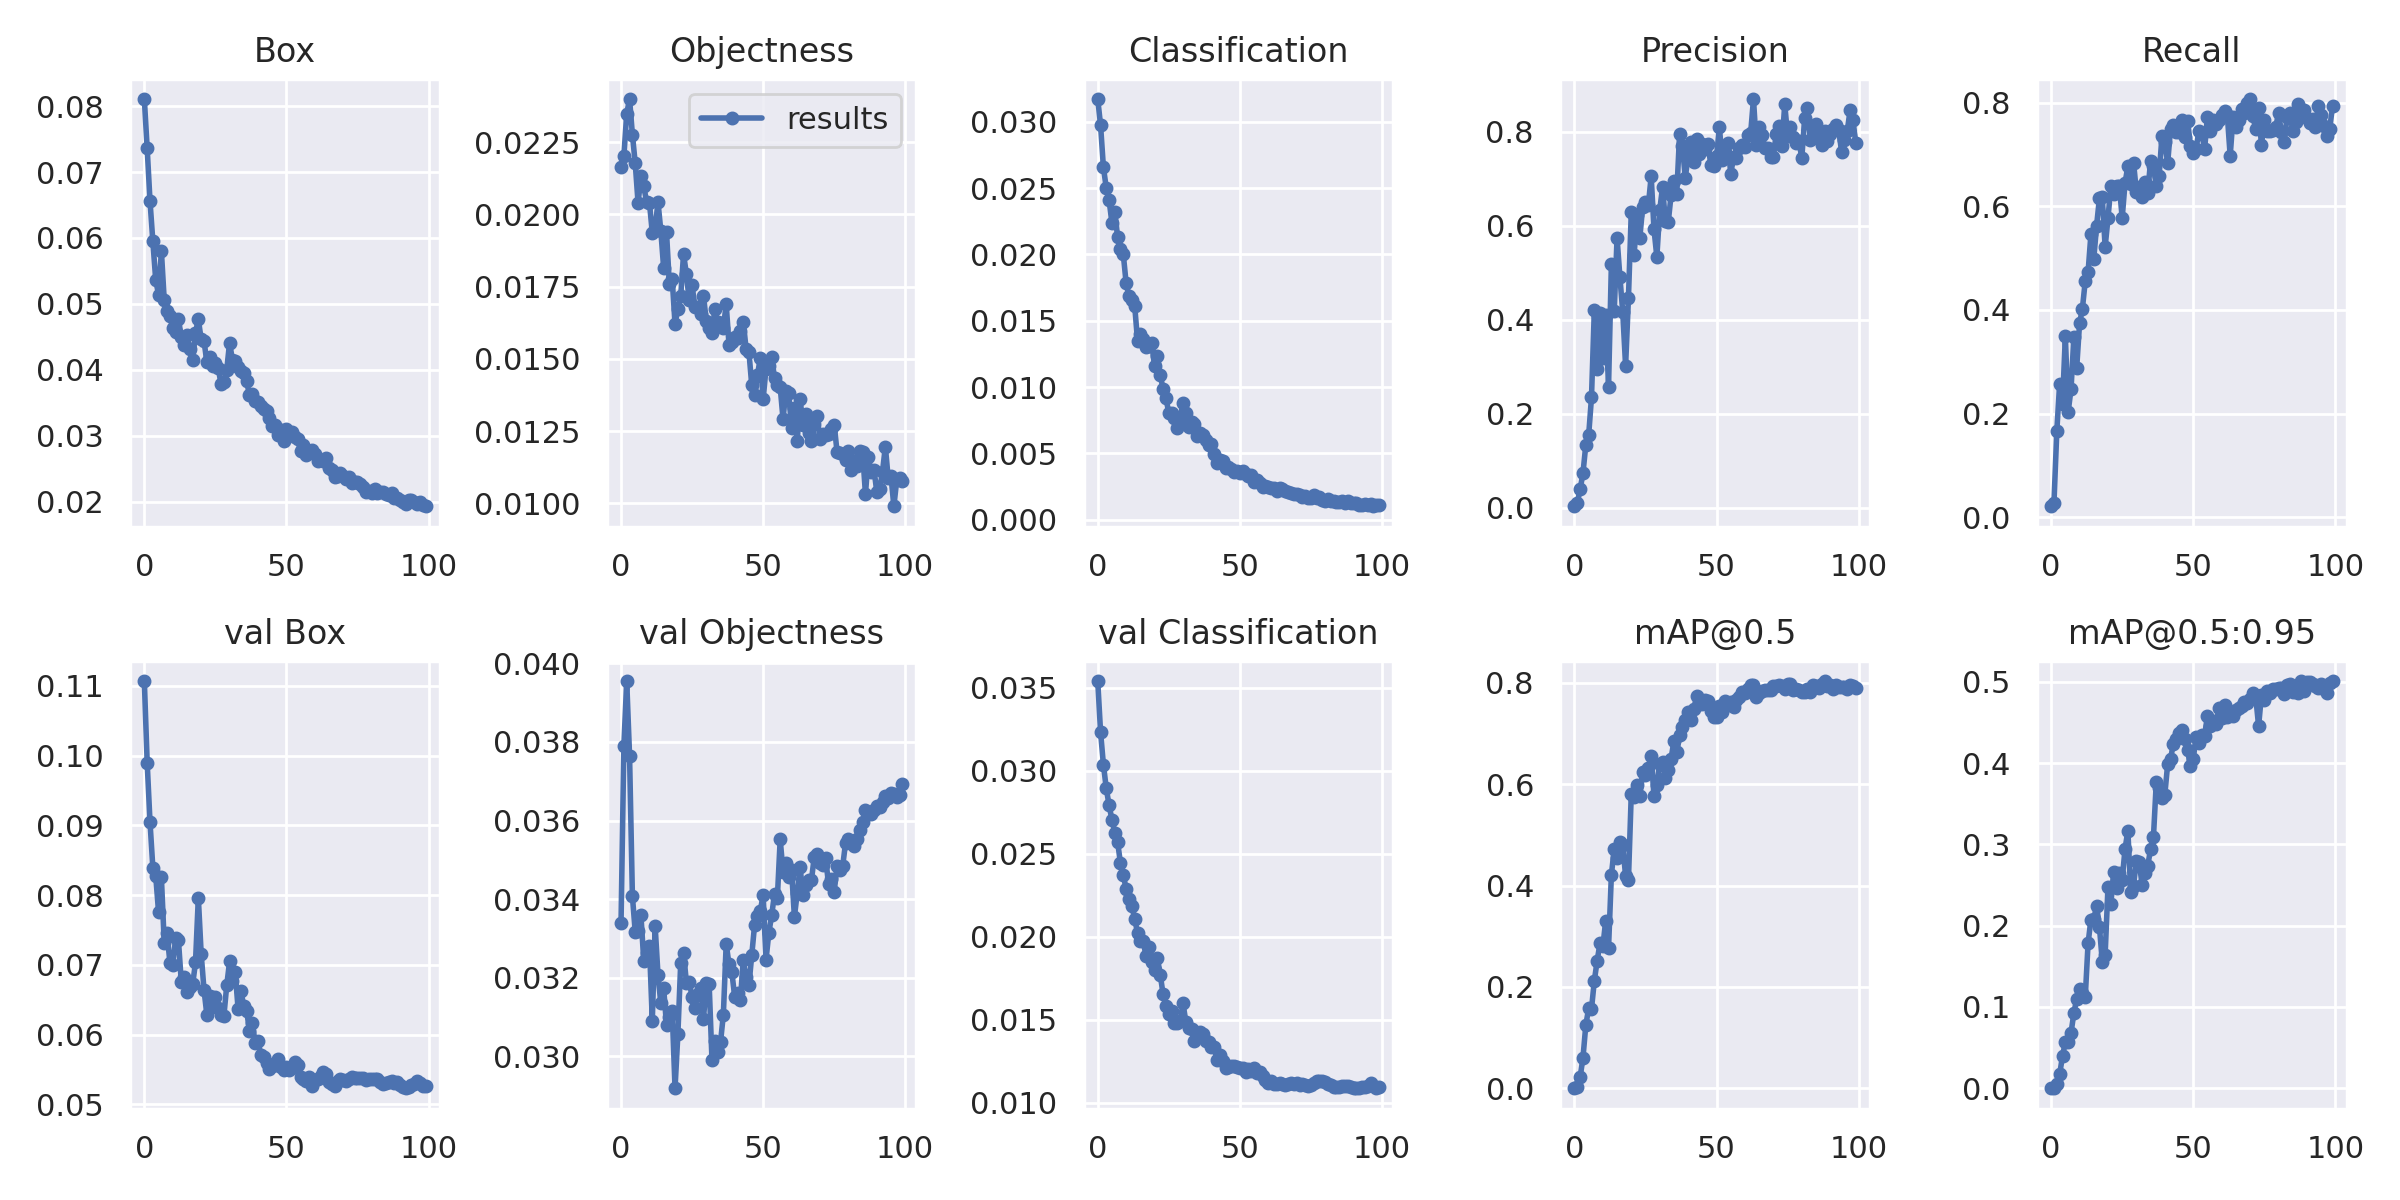 Box
0.08
0.07
0.06
0.05
0.04
0.03
0.02
0 50 100
Objectness
results
0.0225
0.0200
0.0175
0.0150
0.0125
0.0100
0 50 100
Classification
0.030
0.025
0.020
0.015
0.010
0.005
0.000
0 50 100
Precision
0.8
0.6
0.4
0.2
0.0
0 50 100
Recall
0.8
0.6
0.4
0.2
0.0
0 50 100
val Box
0.11
0.10
0.09
0.08
0.07
0.06
0.05
0 50 100
val Objectness
0.040
0.038
0.036
0.034
0.032
0.030
0 50 100
val Classification
0.035
0.030
0.025
0.020
0.015
0.010
0 50 100
mAP@0.5
0.8
0.6
0.4
0.2
0.0
0 50 100
mAP@0.5:0.95
0.5
0.4
0.3
0.2
0.1
0.0
0 50 100